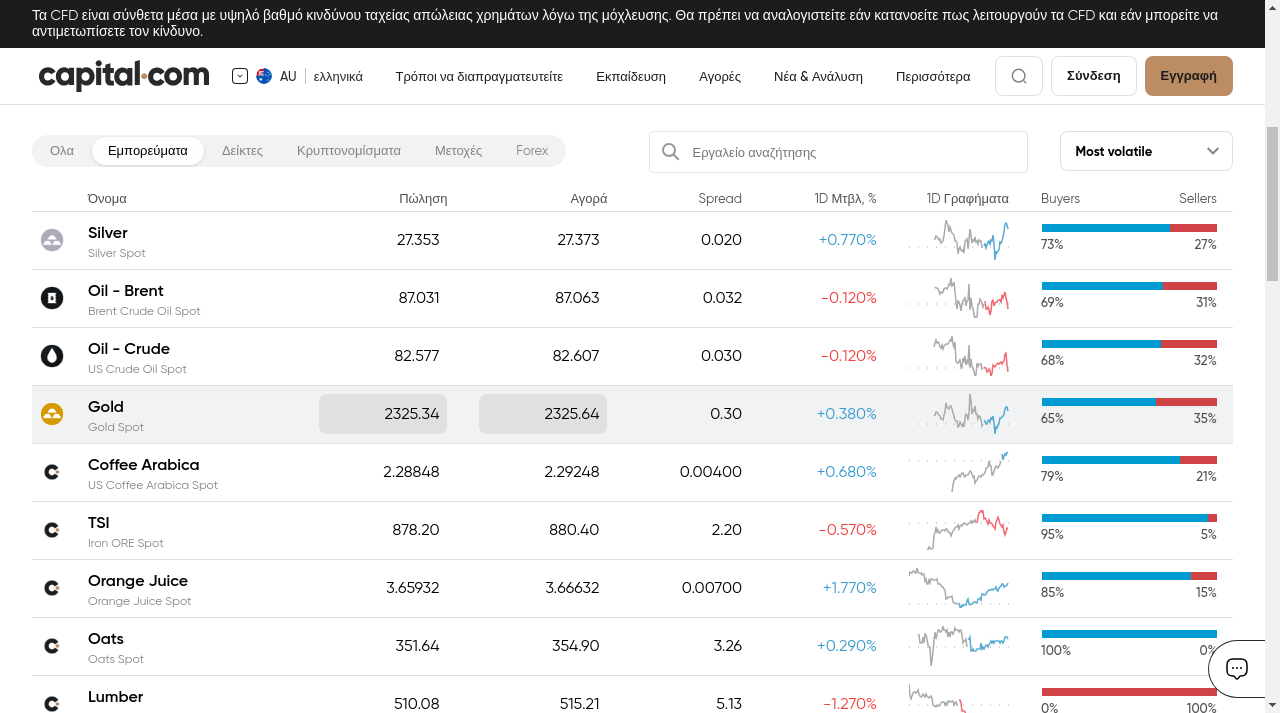 Τα CFD είναι σύνθετα μέσα με υψηλό βαθμό κινδύνου ταχείας απώλειας χρημάτων λόγω της μόχλευσης. Θα πρέπει να αναλογιστείτε εάν κατανοείτε πως λειτουργούν τα CFD και εάν μπορείτε να
αντιμετωπίσετε τον κίνδυνο.
capital.com AU ελληνικά Τρόποι να διαπραγματευτείτε Εκπαίδευση Αγορές Νέα & Ανάλυση Περισσότερα Σύνδεση Εγγραφή
Ολα Εμπορεύματα Δείκτες Κρυπτονομίσματα Μετοχές Forex Εργαλείο αναζήτησης Most volatile
Όνομα Πώληση Αγορά Spread 1D Μτβλ, % 1D Γραφήματα Buyers Sellers
Silver 27.353 27.373 0.020 +0.770% 73% 27%
Silver Spot
Oil - Brent 87.031 87.063 0.032 -0.120% 69% 31%
Brent Crude Oil Spot
Oil - Crude 82.577 82.607 0.030 -0.120% 68% 32%
US Crude Oil Spot
Gold 2325.34 2325.64 0.30 +0.380% 65% 35%
Gold Spot
Coffee Arabica 2.28848 2.29248 0.00400 +0.680% 79% 21%
US Coffee Arabica Spot
TSI 878.20 880.40 2.20 -0.570% 95% 5%
Iron ORE Spot
Orange Juice 3.65932 3.66632 0.00700 +1.770% 85% 15%
Orange Juice Spot
Oats 351.64 354.90 3.26 +0.290% 100% 0%
Oats Spot
Lumber 510.08 515.21 5.13 -1.270% 0% 100%